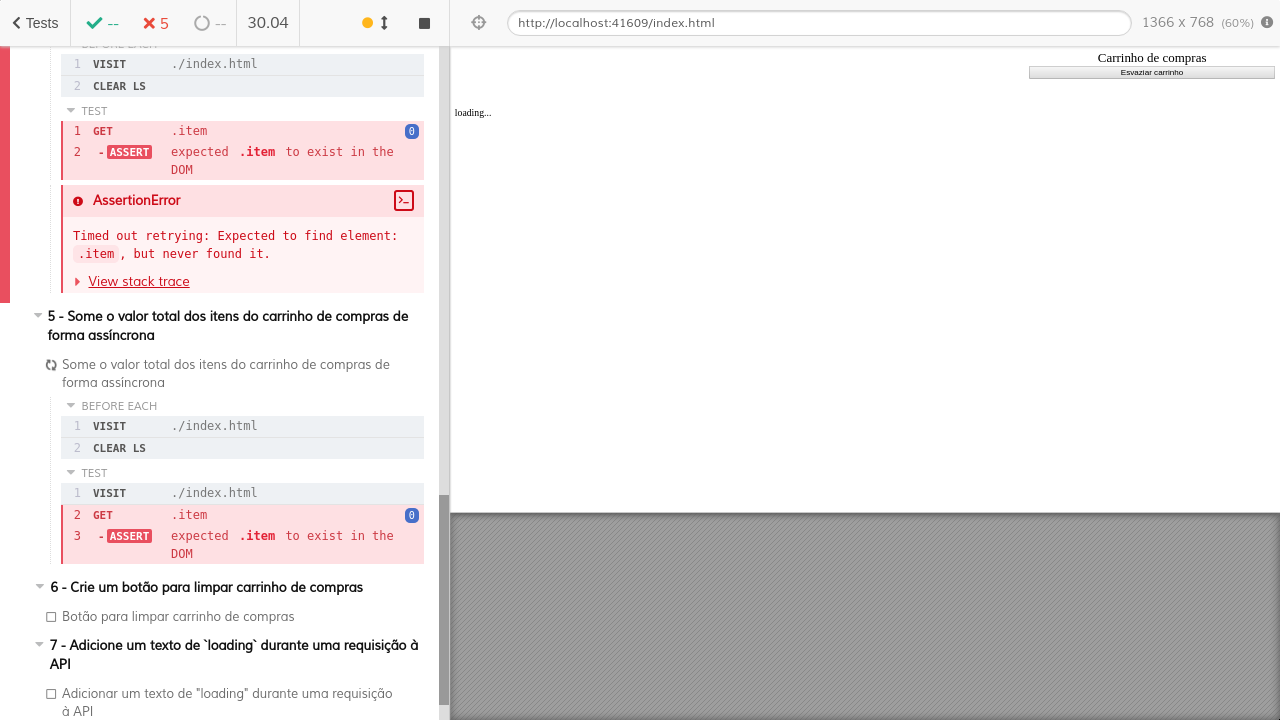 Tests
--
5
--
30.04
http://localhost:41609/index.html
1366 x 768 (60%)
BEFORE EACH
1 VISIT ./index.html
2 CLEAR LS
TEST
1 GET .item 0
2 - ASSERT expected .item to exist in the
DOM
AssertionError
Timed out retrying: Expected to find element:
.item, but never found it.
View stack trace
5 - Some o valor total dos itens do carrinho de compras de
forma assíncrona
Some o valor total dos itens do carrinho de compras de
forma assíncrona
BEFORE EACH
1 VISIT ./index.html
2 CLEAR LS
TEST
1 VISIT ./index.html
2 GET .item 0
3 - ASSERT expected .item to exist in the
DOM
6 - Crie um botão para limpar carrinho de compras
Botão para limpar carrinho de compras
7 - Adicione um texto de `loading` durante uma requisição à
API
Adicionar um texto de "loading" durante uma requisição
à API
Carrinho de compras
Esvaziar carrinho
loading...